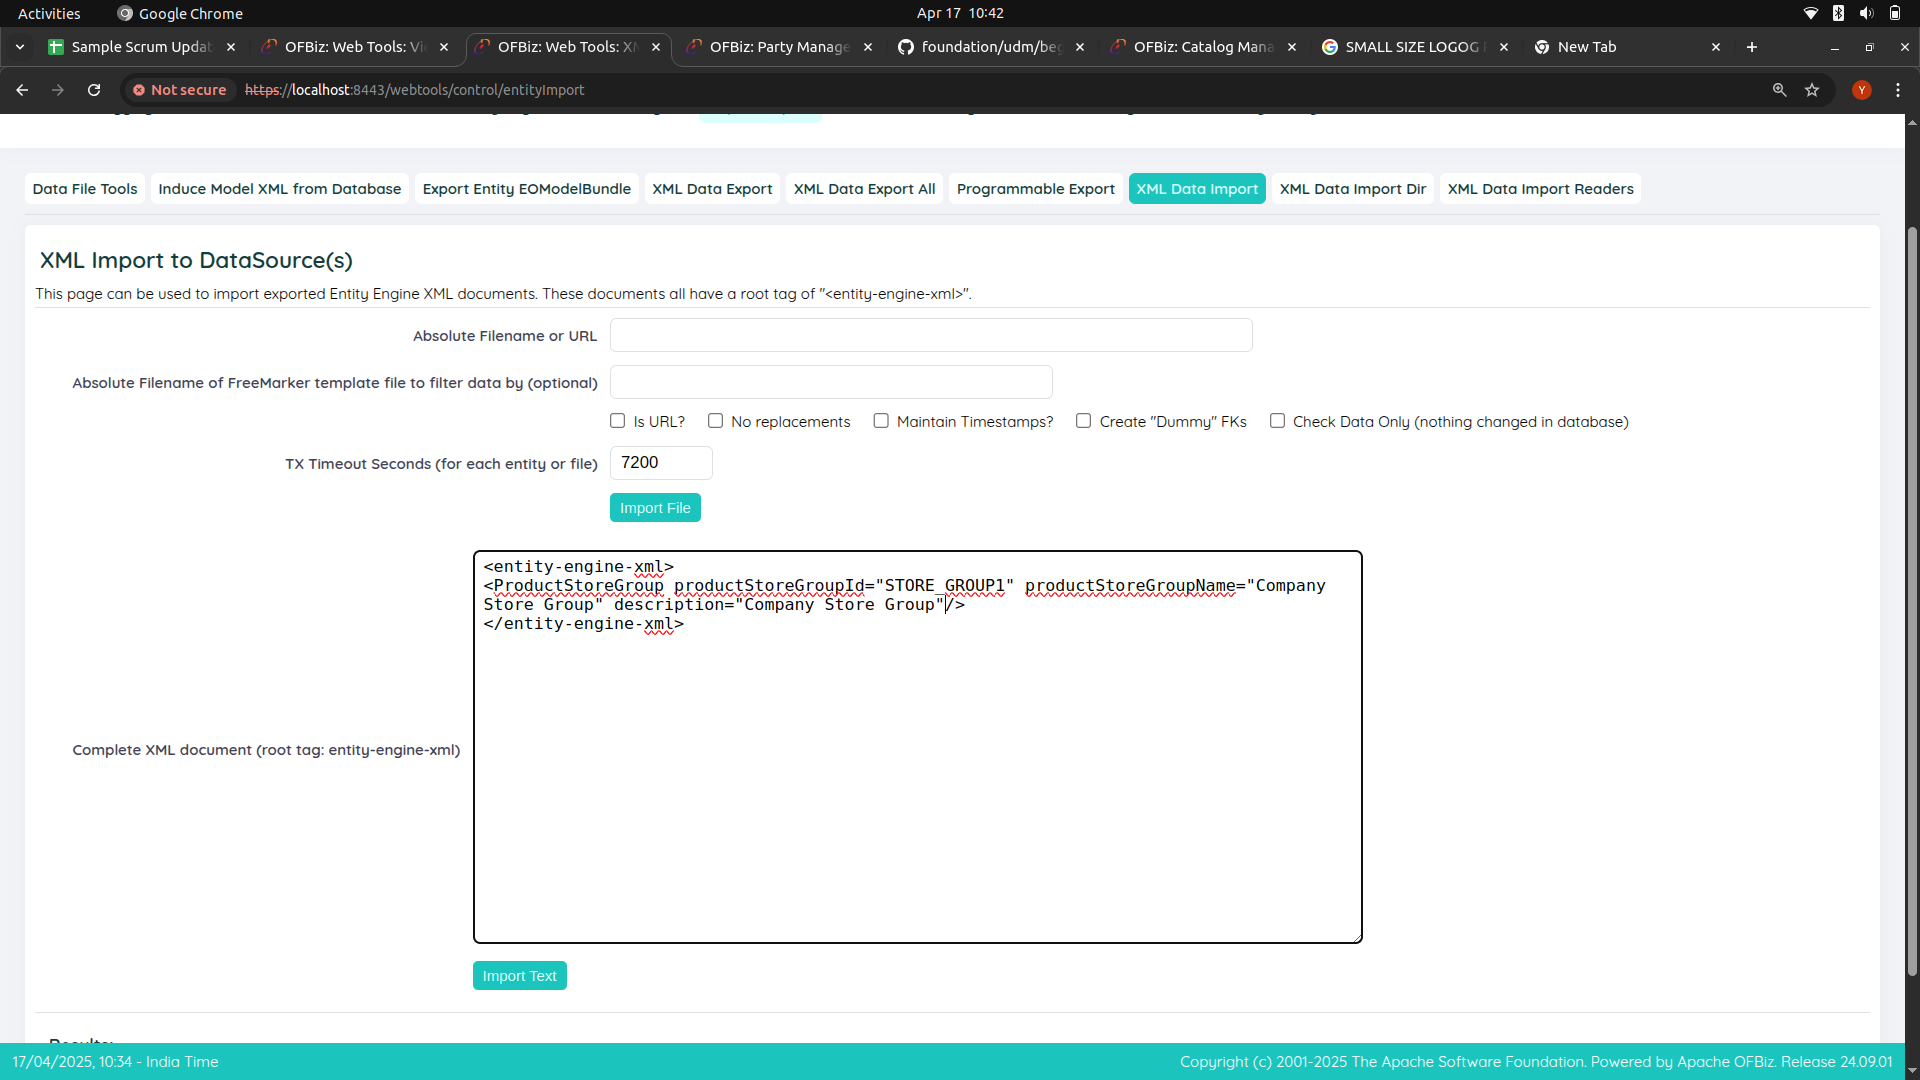 Activities
Google Chrome
Apr 17 10:42
Sample Scrum Updat
OFBiz: Web Tools: Vi
OFBiz: Web Tools: XM
OFBiz: Party Manage
foundation/udm/beg
OFBiz: Catalog Mana
SMALL SIZE LOGOG
New Tab
Not secure
https://localhost:8443/webtools/control/entityImport
Y
Data File Tools
Induce Model XML from Database
Export Entity EOModelBundle
XML Data Export
XML Data Export All
Programmable Export
XML Data Import
XML Data Import Dir
XML Data Import Readers
XML Import to DataSource(s)
This page can be used to import exported Entity Engine XML documents. These documents all have a root tag of "<entity-engine-xml>".
Absolute Filename or URL
Absolute Filename of FreeMarker template file to filter data by (optional)
Is URL?
No replacements
Maintain Timestamps?
Create "Dummy" FKs
Check Data Only (nothing changed in database)
TX Timeout Seconds (for each entity or file)
7200
Import File
<entity-engine-xml>
<ProductStoreGroup productStoreGroupId="STORE_GROUP1" productStoreGroupName="Company
Store Group" description="Company Store Group"/>
</entity-engine-xml>
Complete XML document (root tag: entity-engine-xml)
Import Text
Results:
17/04/2025, 10:34 - India Time
Copyright (c) 2001-2025 The Apache Software Foundation. Powered by Apache OFBiz. Release 24.09.01